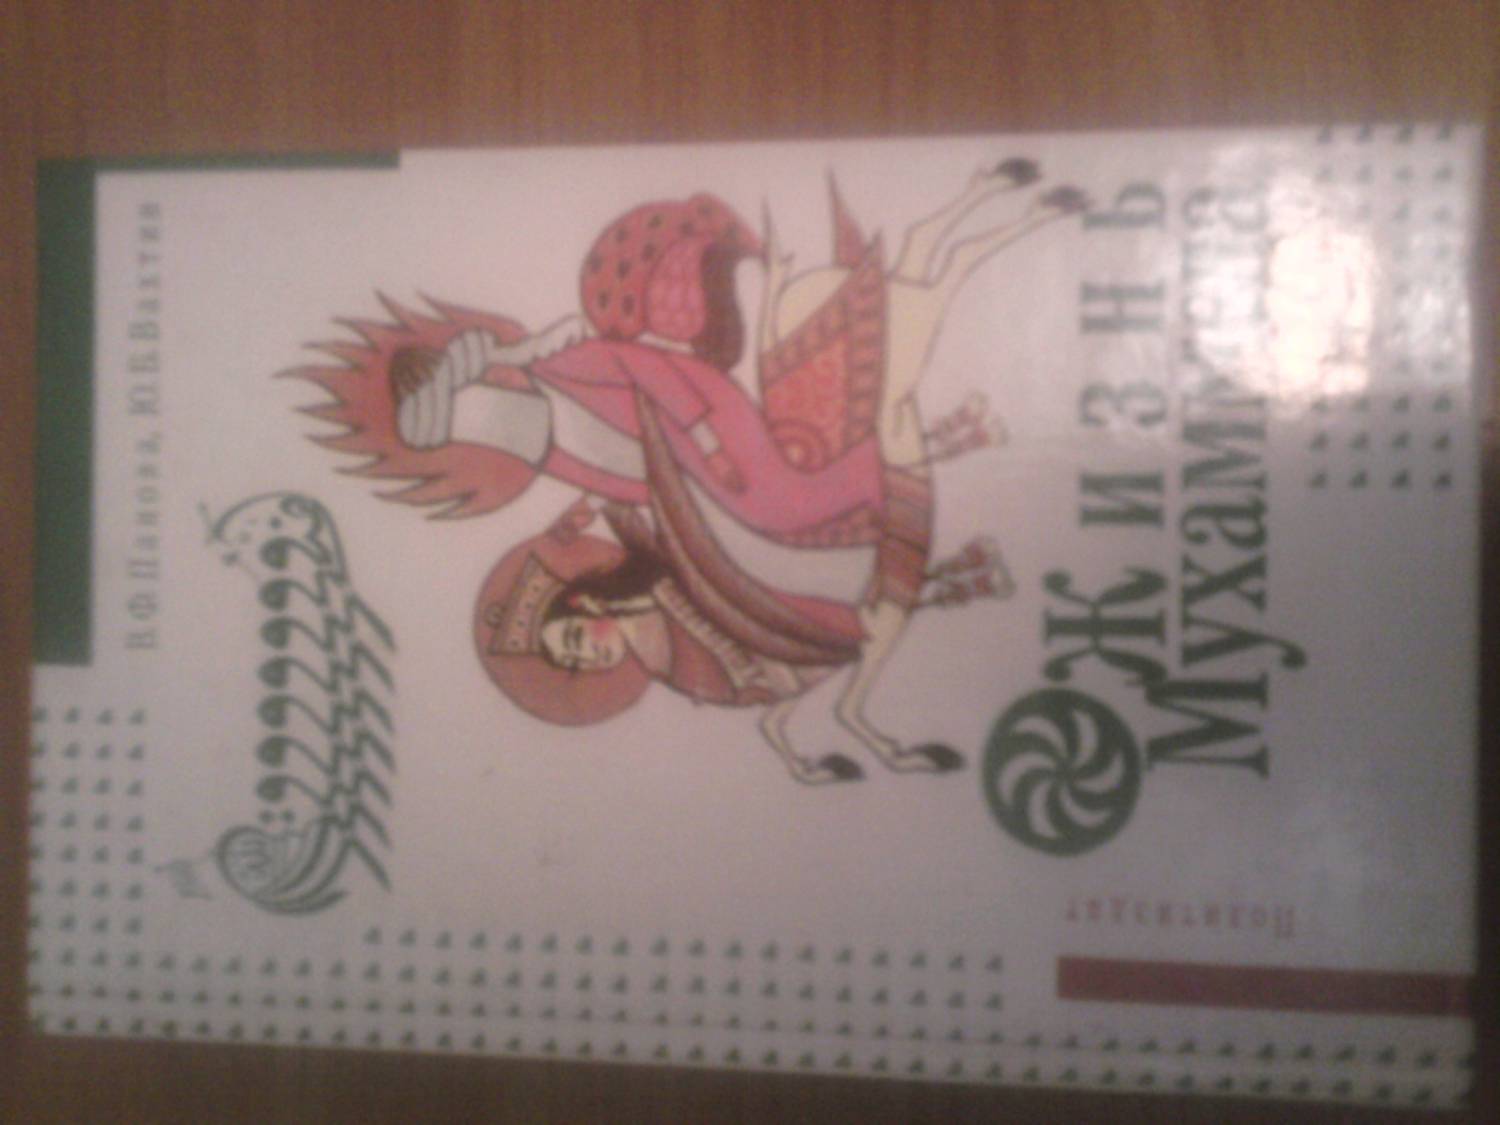 В.Ф.Панова, Ю.Б.Вахтин
Жизнь
Мухаммеда
Политиздат